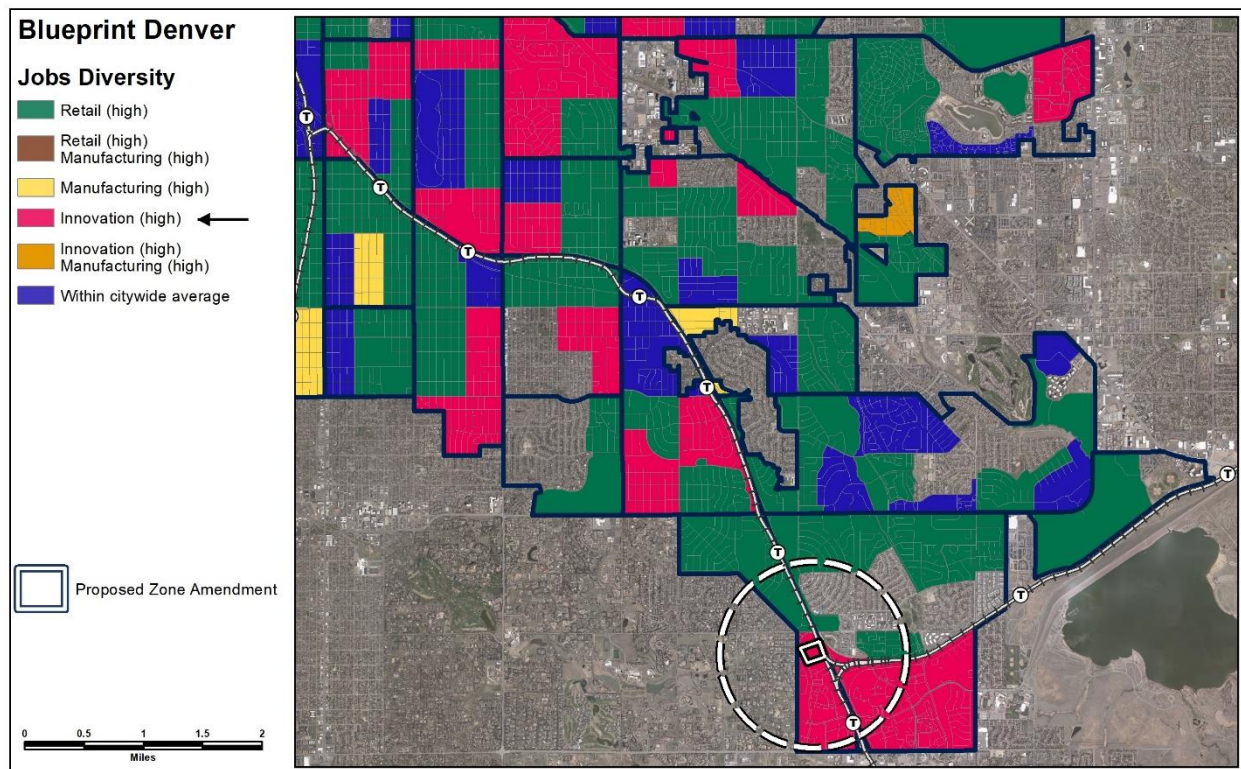 Blueprint Denver
Jobs Diversity
Retail (high)
Retail (high)
Manufacturing (high)
Manufacturing (high)
Innovation (high)
Innovation (high)
Manufacturing (high)
Within citywide average
Proposed Zone Amendment
0 0.5 1 1.5 2
Miles
T
T
T
T
T
T
T
T
T